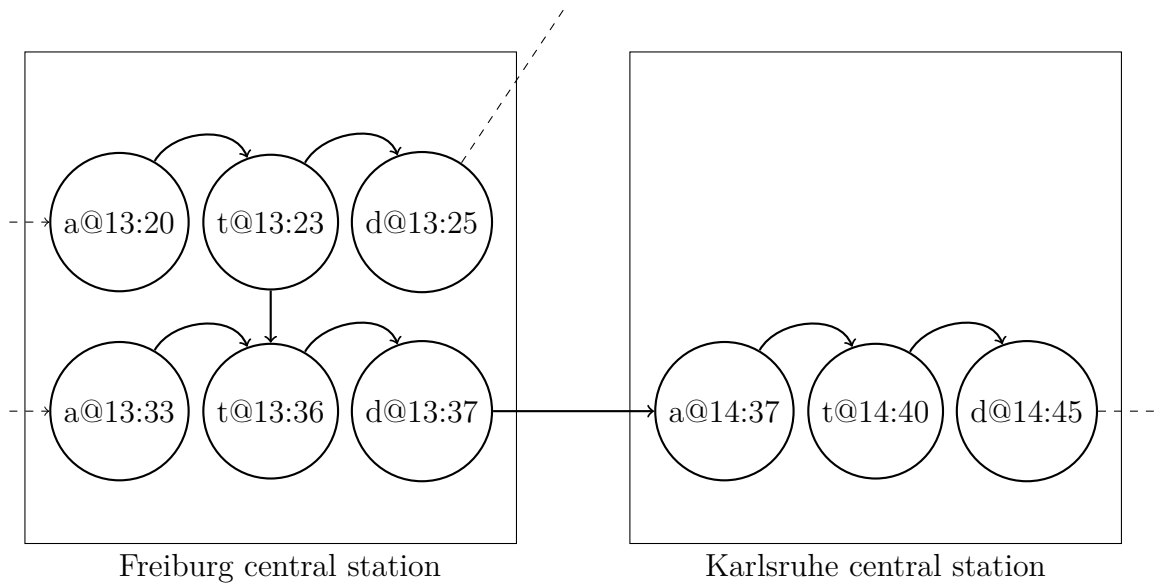 a@13:20 t@13:23 d@13:25
a@13:33 t@13:36 d@13:37 a@14:37 t@14:40 d@14:45
Freiburg central station Karlsruhe central station